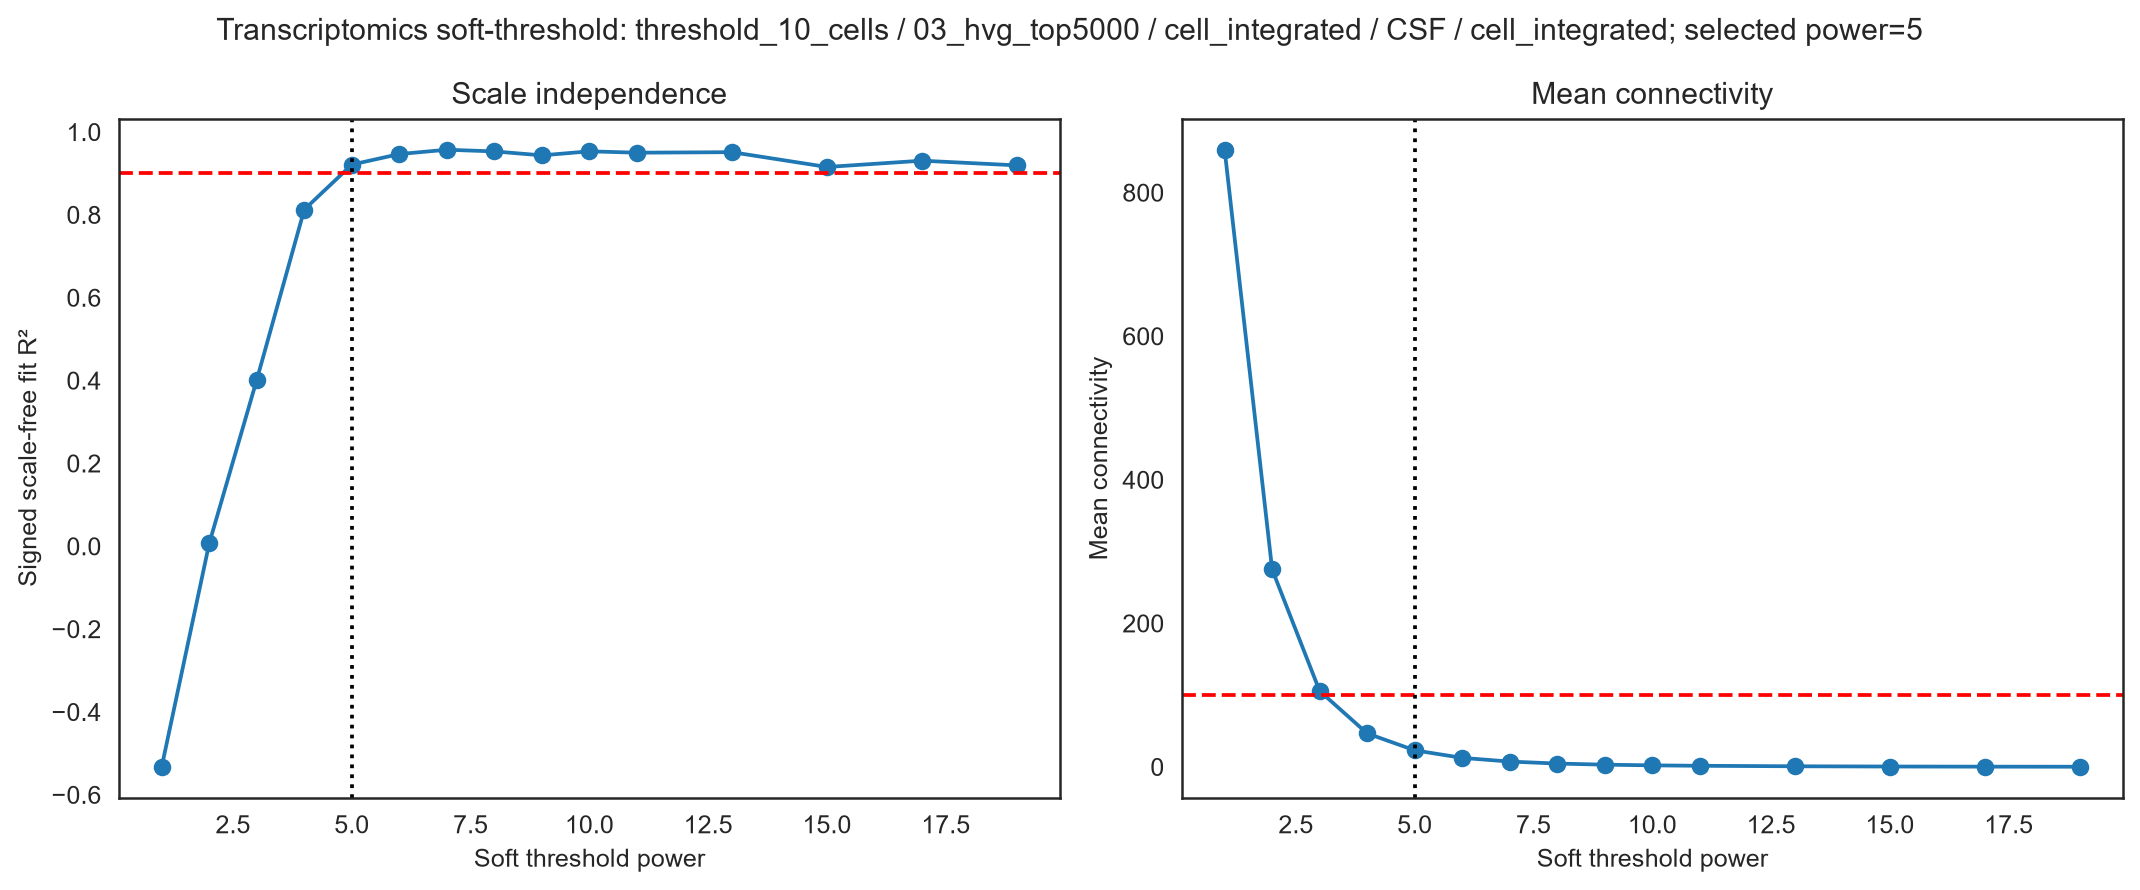 Transcriptomics soft-threshold: threshold_10_cells / 03_hvg_top5000 / cell_integrated / CSF / cell_integrated; selected power=5
Scale independence
1.0
0.8
0.6
0.4
0.2
0.0
−0.2
−0.4
−0.6
Signed scale-free fit R²
2.5 5.0 7.5 10.0 12.5 15.0 17.5
Soft threshold power
Mean connectivity
800
600
400
200
0
Mean connectivity
2.5 5.0 7.5 10.0 12.5 15.0 17.5
Soft threshold power